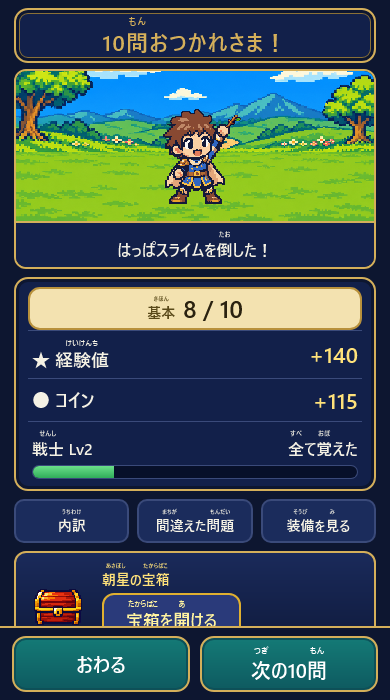 10問おつかれさま！
はっぱスライムを倒した！
基本 8 / 10
★ 経験値 +140
● コイン +115
戦士 Lv2 全て覚えた
内訳 間違えた問題 装備を見る
朝星の宝箱
宝箱を開ける
おわる 次の10問